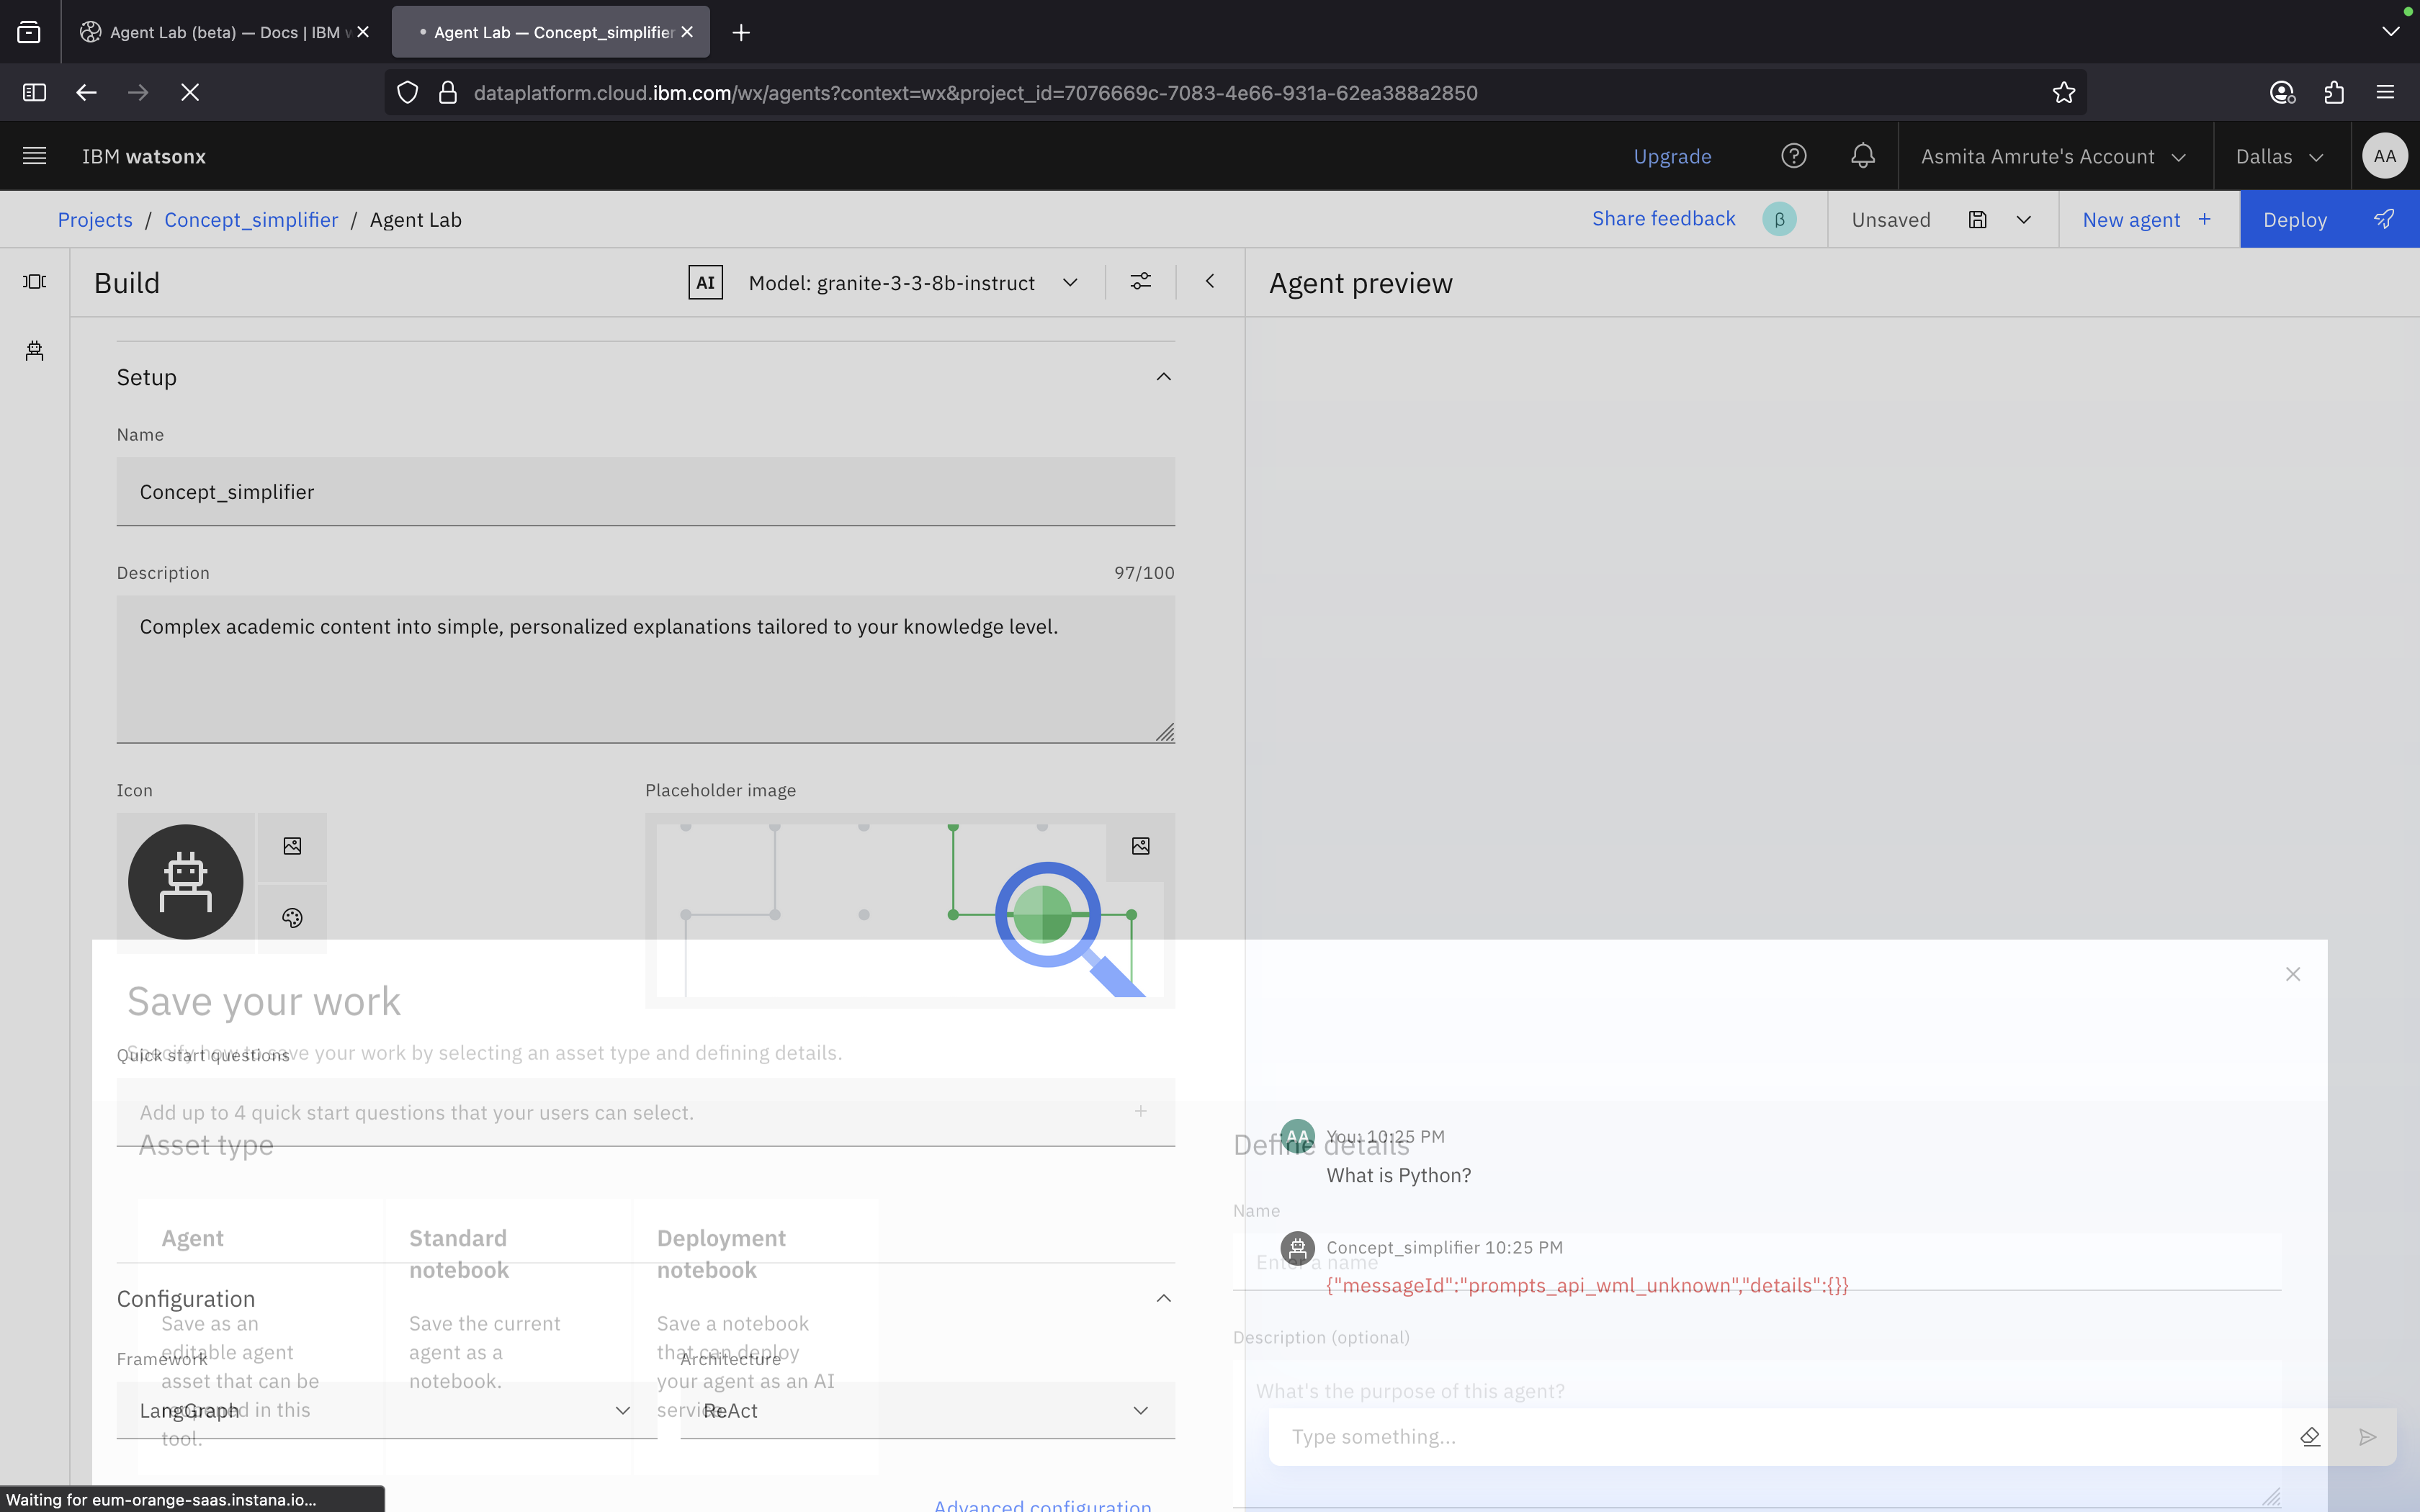 Agent Lab (beta) — Docs | IBM w
Agent Lab — Concept_simplifier
dataplatform.cloud.ibm.com/wx/agents?context=wx&project_id=7076669c-7083-4e66-931a-62ea388a2850
IBM watsonx
Upgrade
Asmita Amrute's Account
Dallas
AA
Projects / Concept_simplifier / Agent Lab
Share feedback
β
Unsaved
New agent +
Deploy
Build
AI
Model: granite-3-3-8b-instruct
Agent preview
Setup
Name
Concept_simplifier
Description
97/100
Complex academic content into simple, personalized explanations tailored to your knowledge level.
Icon
Placeholder image
Save your work
Specify how to save your work by selecting an asset type and defining details.
Quick start questions
Add up to 4 quick start questions that your users can select.
Asset type
Define details
AA
You 10:25 PM
What is Python?
Name
Enter a name
Concept_simplifier 10:25 PM
{"messageId":"prompts_api_wml_unknown","details":{}}
Description (optional)
What's the purpose of this agent?
Type something...
Agent
Save as an
editable agent
asset that can be
reopened in this
tool.
Standard
notebook
Save the current
agent as a
notebook.
Deployment
notebook
Save a notebook
that can deploy
your agent as an AI
service.
Configuration
Framework
LangGraph
Architecture
ReAct
Advanced configuration
Waiting for eum-orange-saas.instana.io...